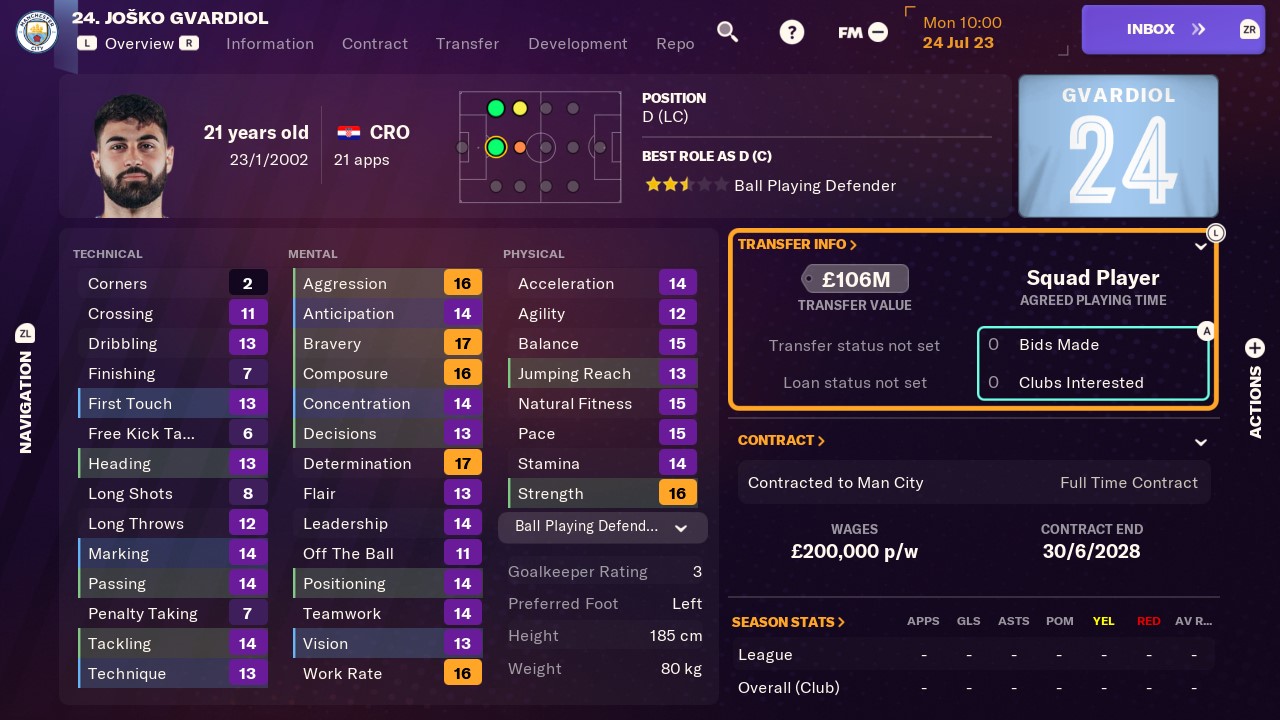 24. JOŠKO GVARDIOL
L Overview R Information Contract Transfer Development Repo
?
FM
Mon 10:00
24 Jul 23
INBOX
ZR
21 years old
CRO
23/1/2002
21 apps
POSITION
D (LC)
BEST ROLE AS D (C)
Ball Playing Defender
GVARDIOL
24
ZL
NAVIGATION
TECHNICAL
Corners 2
Crossing 11
Dribbling 13
Finishing 7
First Touch 13
Free Kick Ta... 6
Heading 13
Long Shots 8
Long Throws 12
Marking 14
Passing 14
Penalty Taking 7
Tackling 14
Technique 13
MENTAL
Aggression 16
Anticipation 14
Bravery 17
Composure 16
Concentration 14
Decisions 13
Determination 17
Flair 13
Leadership 14
Off The Ball 11
Positioning 14
Teamwork 14
Vision 13
Work Rate 16
PHYSICAL
Acceleration 14
Agility 12
Balance 15
Jumping Reach 13
Natural Fitness 15
Pace 15
Stamina 14
Strength 16
Ball Playing Defend...
Goalkeeper Rating 3
Preferred Foot Left
Height 185 cm
Weight 80 kg
TRANSFER INFO
L
£106M
TRANSFER VALUE
Squad Player
AGREED PLAYING TIME
Transfer status not set
Loan status not set
A
0 Bids Made
0 Clubs Interested
CONTRACT
Contracted to Man City Full Time Contract
WAGES
£200,000 p/w
CONTRACT END
30/6/2028
SEASON STATS APPS GLS ASTS POM YEL RED AV R...
League - - - - - - -
Overall (Club) - - - - - - -
+
ACTIONS